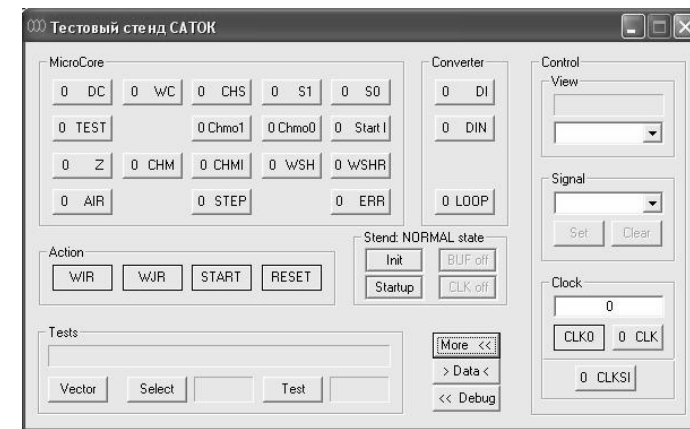 Тестовый стенд САТОК
MicroCore Converter Control
View
0 DC 0 WC 0 CHS 0 S1 0 S0 0 DI
0 TEST 0 Chmo1 0 Chmo0 0 Start I 0 DIN
0 Z 0 CHM 0 CHMI 0 WSH 0 WSHR
Signal
0 AIR 0 STEP 0 ERR 0 LOOP
Set Clear
Stend: NORMAL state
Action
Init BUF off
WIR WJR START RESET
Startup CLK off
Clock
0
Tests
More << CLK0 0 CLK
> Data < 0 CLKSI
Vector Select Test
<< Debug